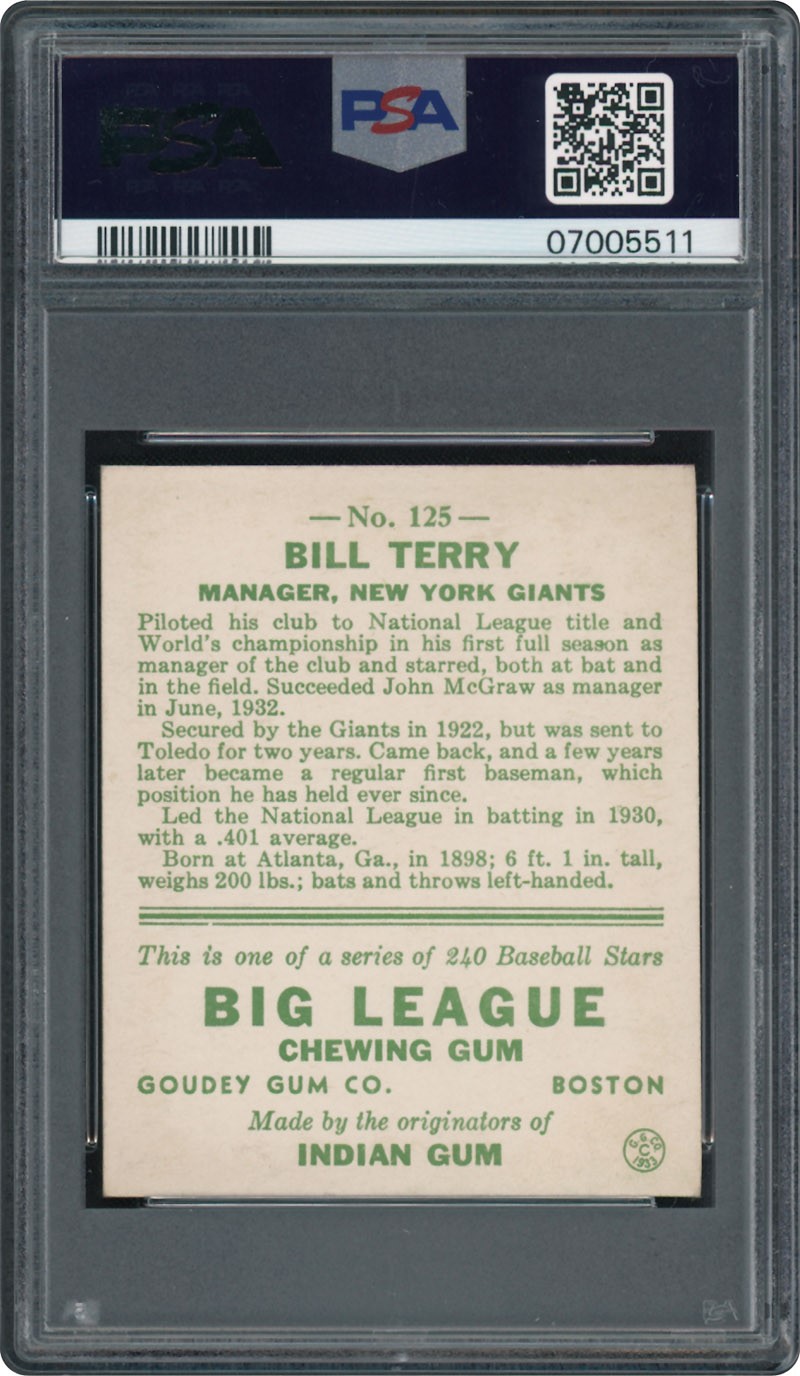 PSA
PSA
07005511
— No. 125 —
BILL TERRY
MANAGER, NEW YORK GIANTS
Piloted his club to National League title and
World's championship in his first full season as
manager of the club and starred, both at bat and
in the field. Succeeded John McGraw as manager
in June, 1932.
Secured by the Giants in 1922, but was sent to
Toledo for two years. Came back, and a few years
later became a regular first baseman, which
position he has held ever since.
Led the National League in batting in 1930,
with a .401 average.
Born at Atlanta, Ga., in 1898; 6 ft. 1 in. tall,
weighs 200 lbs.; bats and throws left-handed.
This is one of a series of 240 Baseball Stars
BIG LEAGUE
CHEWING GUM
GOUDEY GUM CO. BOSTON
Made by the originators of
INDIAN GUM
G. G. CO.
C
1933
PSA